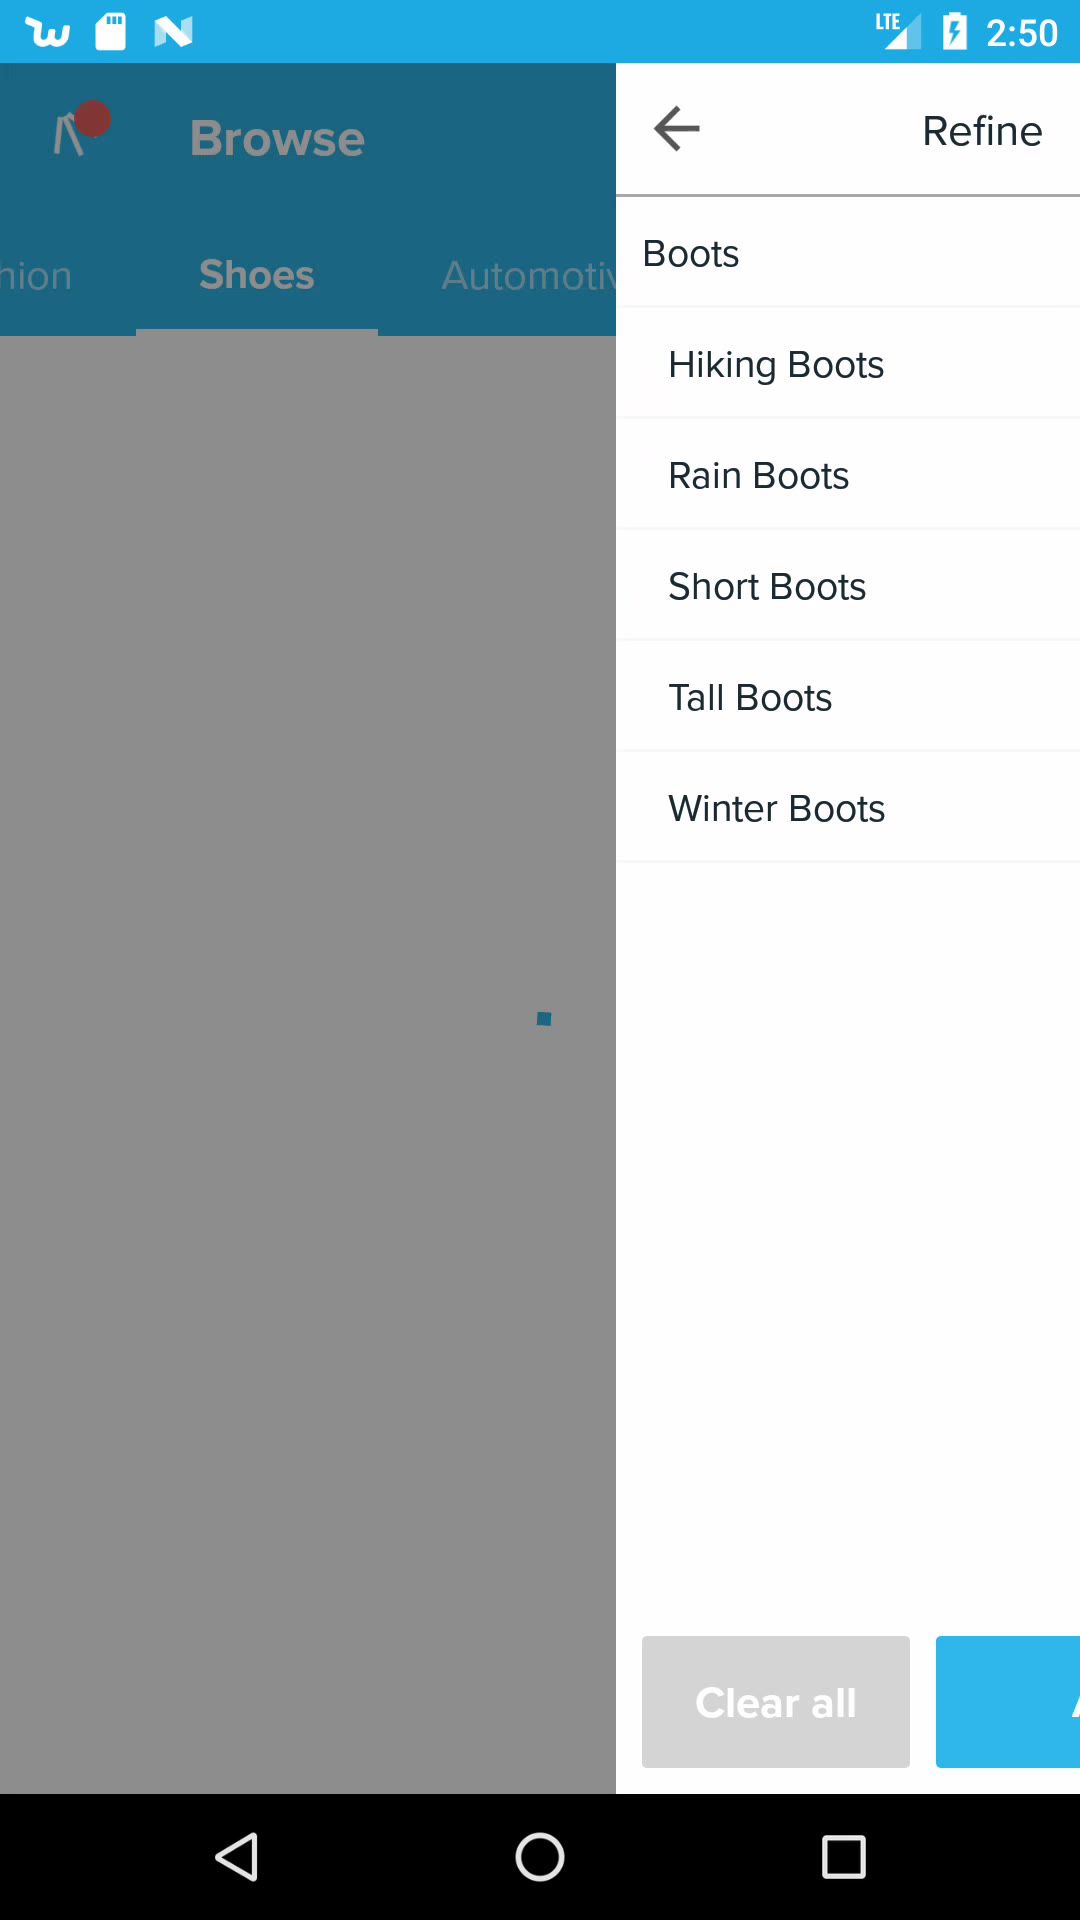 LTE 2:50
Browse
Refine
hion Shoes Automotiv
Boots
Hiking Boots
Rain Boots
Short Boots
Tall Boots
Winter Boots
Clear all